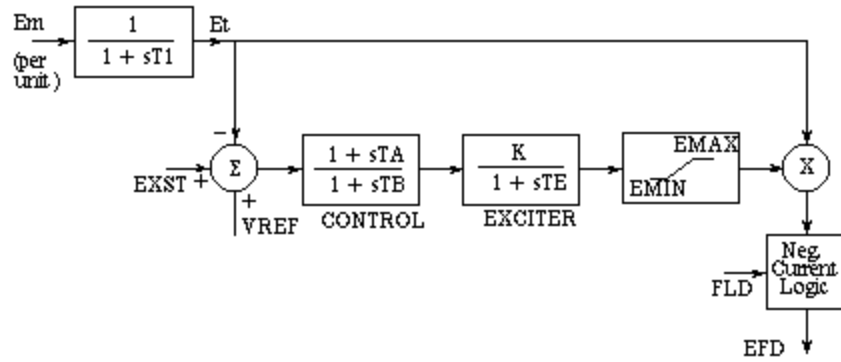 Em
(per
unit)
1
1 + sT1
Et
−
EXST +
Σ
+
VREF
1 + sTA
1 + sTB
CONTROL
K
1 + sTE
EXCITER
EMAX
EMIN
X
FLD
Neg.
Current
Logic
EFD